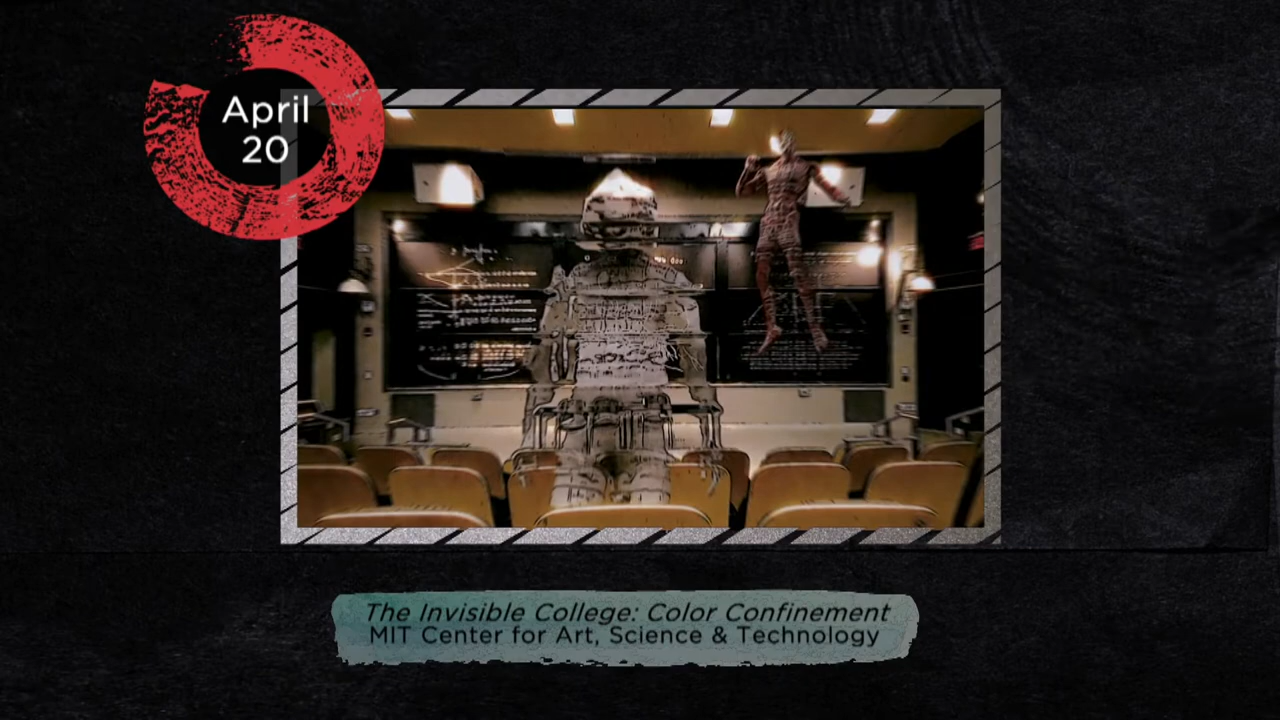 April
20
The Invisible College: Color Confinement
MIT Center for Art, Science & Technology